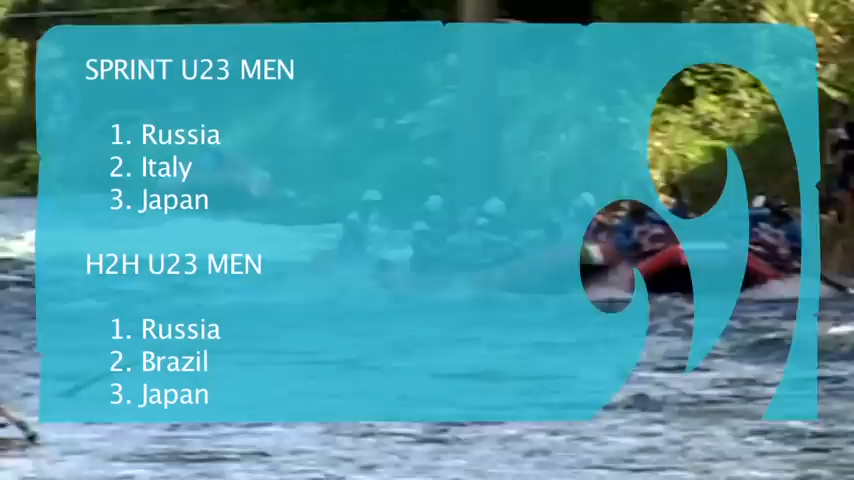 SPRINT U23 MEN
1. Russia
2. Italy
3. Japan
H2H U23 MEN
1. Russia
2. Brazil
3. Japan